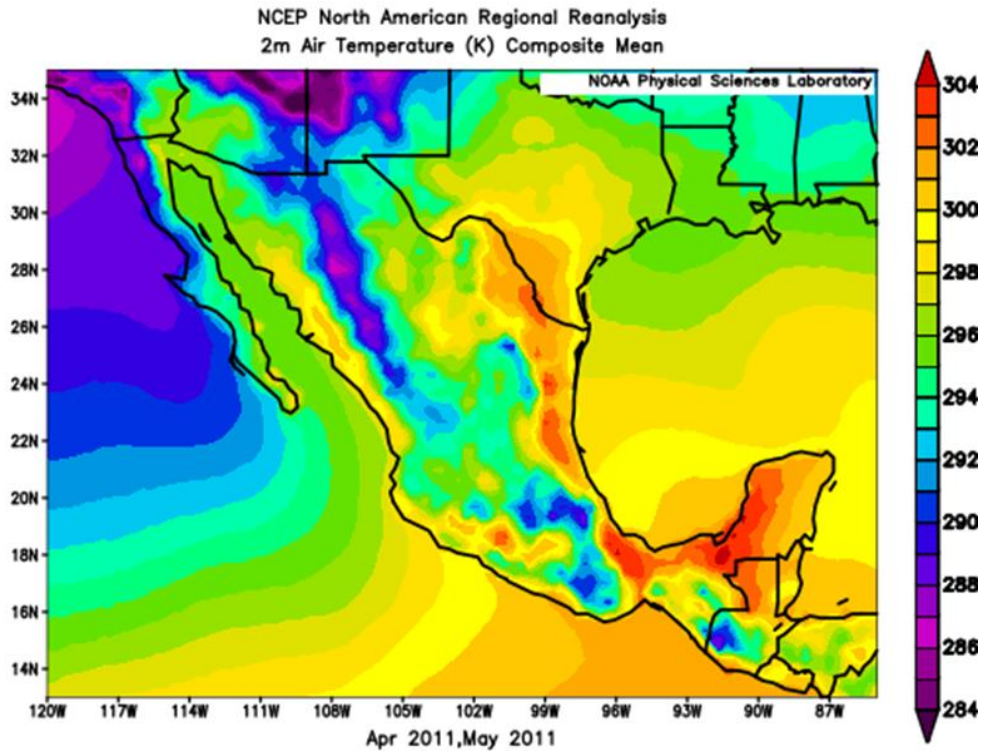 NCEP North American Regional Reanalysis
2m Air Temperature (K) Composite Mean
NOAA Physical Sciences Laboratory
34N
32N
30N
28N
26N
24N
22N
20N
18N
16N
14N
120W 117W 114W 111W 108W 105W 102W 99W 96W 93W 90W 87W
Apr 2011,May 2011
304
302
300
298
296
294
292
290
288
286
284